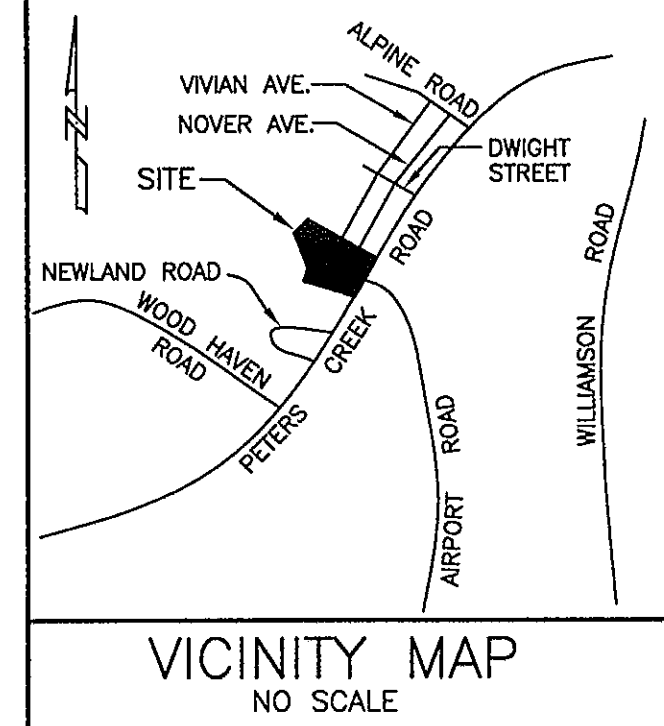 ALPINE ROAD
VIVIAN AVE.
NOVER AVE.
DWIGHT
STREET
SITE
N
NEWLAND ROAD
WOOD HAVEN
ROAD
PETERS CREEK ROAD
AIRPORT ROAD
WILLIAMSON ROAD
VICINITY MAP
NO SCALE